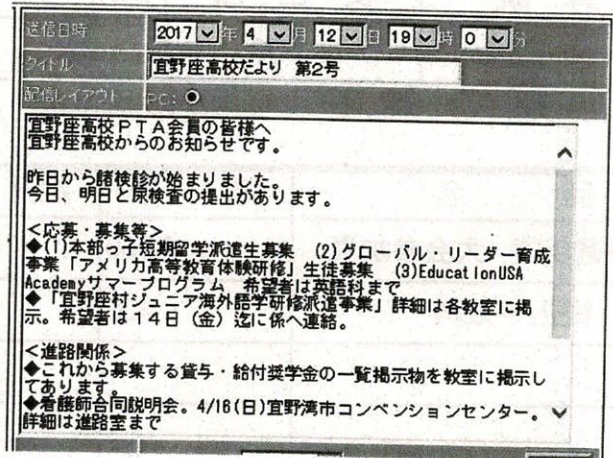 送信日時 2017 年 4 月 12 日 19 時 0 分
タイトル 宜野座高校だより 第2号
配信レイアウト PC:
宜野座高校PTA会員の皆様へ
宜野座高校からのお知らせです。
昨日から諸検診が始まりました。
今日、明日と尿検査の提出があります。
<応募・募集等>
◆(1)本部っ子短期留学派遣生募集 (2)グローバル・リーダー育成
事業「アメリカ高等教育体験研修」生徒募集 (3)EducationUSA
Academyサマープログラム 希望者は英語科まで
◆「宜野座村ジュニア海外語学研修派遣事業」詳細は各教室に掲
示。希望者は14日(金)迄に係へ連絡。
<進路関係>
◆これから募集する貸与・給付奨学金の一覧掲示物を教室に掲示し
てあります。
◆看護師合同説明会。4/16(日)宜野湾市コンベンションセンター。
詳細は進路室まで